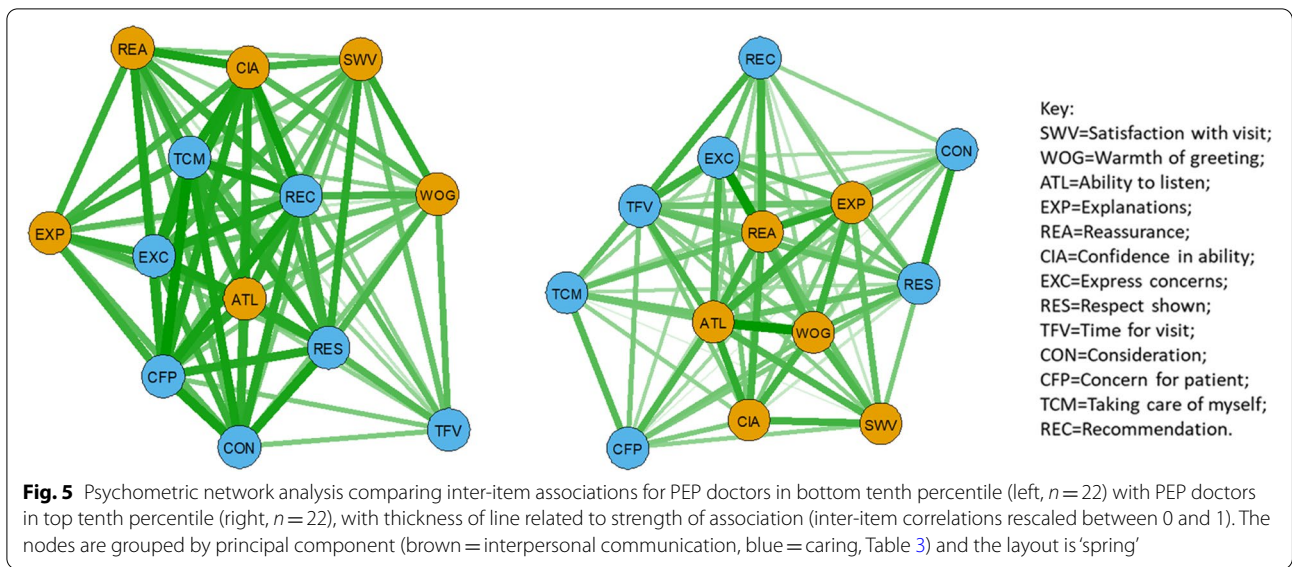 REA
CIA
SWV
TCM
REC
WOG
EXP
EXC
ATL
RES
CFP
CON
TFV
REC
CON
EXC
TFV
EXP
REA
TCM
RES
ATL
WOG
CIA
SWV
CFP
Key:
SWV=Satisfaction with visit;
WOG=Warmth of greeting;
ATL=Ability to listen;
EXP=Explanations;
REA=Reassurance;
CIA=Confidence in ability;
EXC=Express concerns;
RES=Respect shown;
TFV=Time for visit;
CON=Consideration;
CFP=Concern for patient;
TCM=Taking care of myself;
REC=Recommendation.
Fig. 5 Psychometric network analysis comparing inter-item associations for PEP doctors in bottom tenth percentile (left, n = 22) with PEP doctors
in top tenth percentile (right, n = 22), with thickness of line related to strength of association (inter-item correlations rescaled between 0 and 1). The
nodes are grouped by principal component (brown = interpersonal communication, blue = caring, Table 3) and the layout is ‘spring’